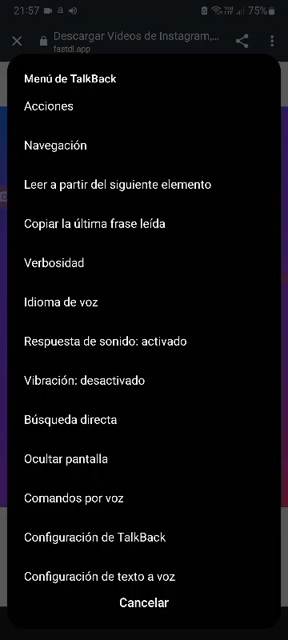 21:57
75%
Descargar Videos de Instagram,...
fastdl.app
Menú de TalkBack
Acciones
Navegación
Leer a partir del siguiente elemento
Copiar la última frase leída
Verbosidad
Idioma de voz
Respuesta de sonido: activado
Vibración: desactivado
Búsqueda directa
Ocultar pantalla
Comandos por voz
Configuración de TalkBack
Configuración de texto a voz
Cancelar